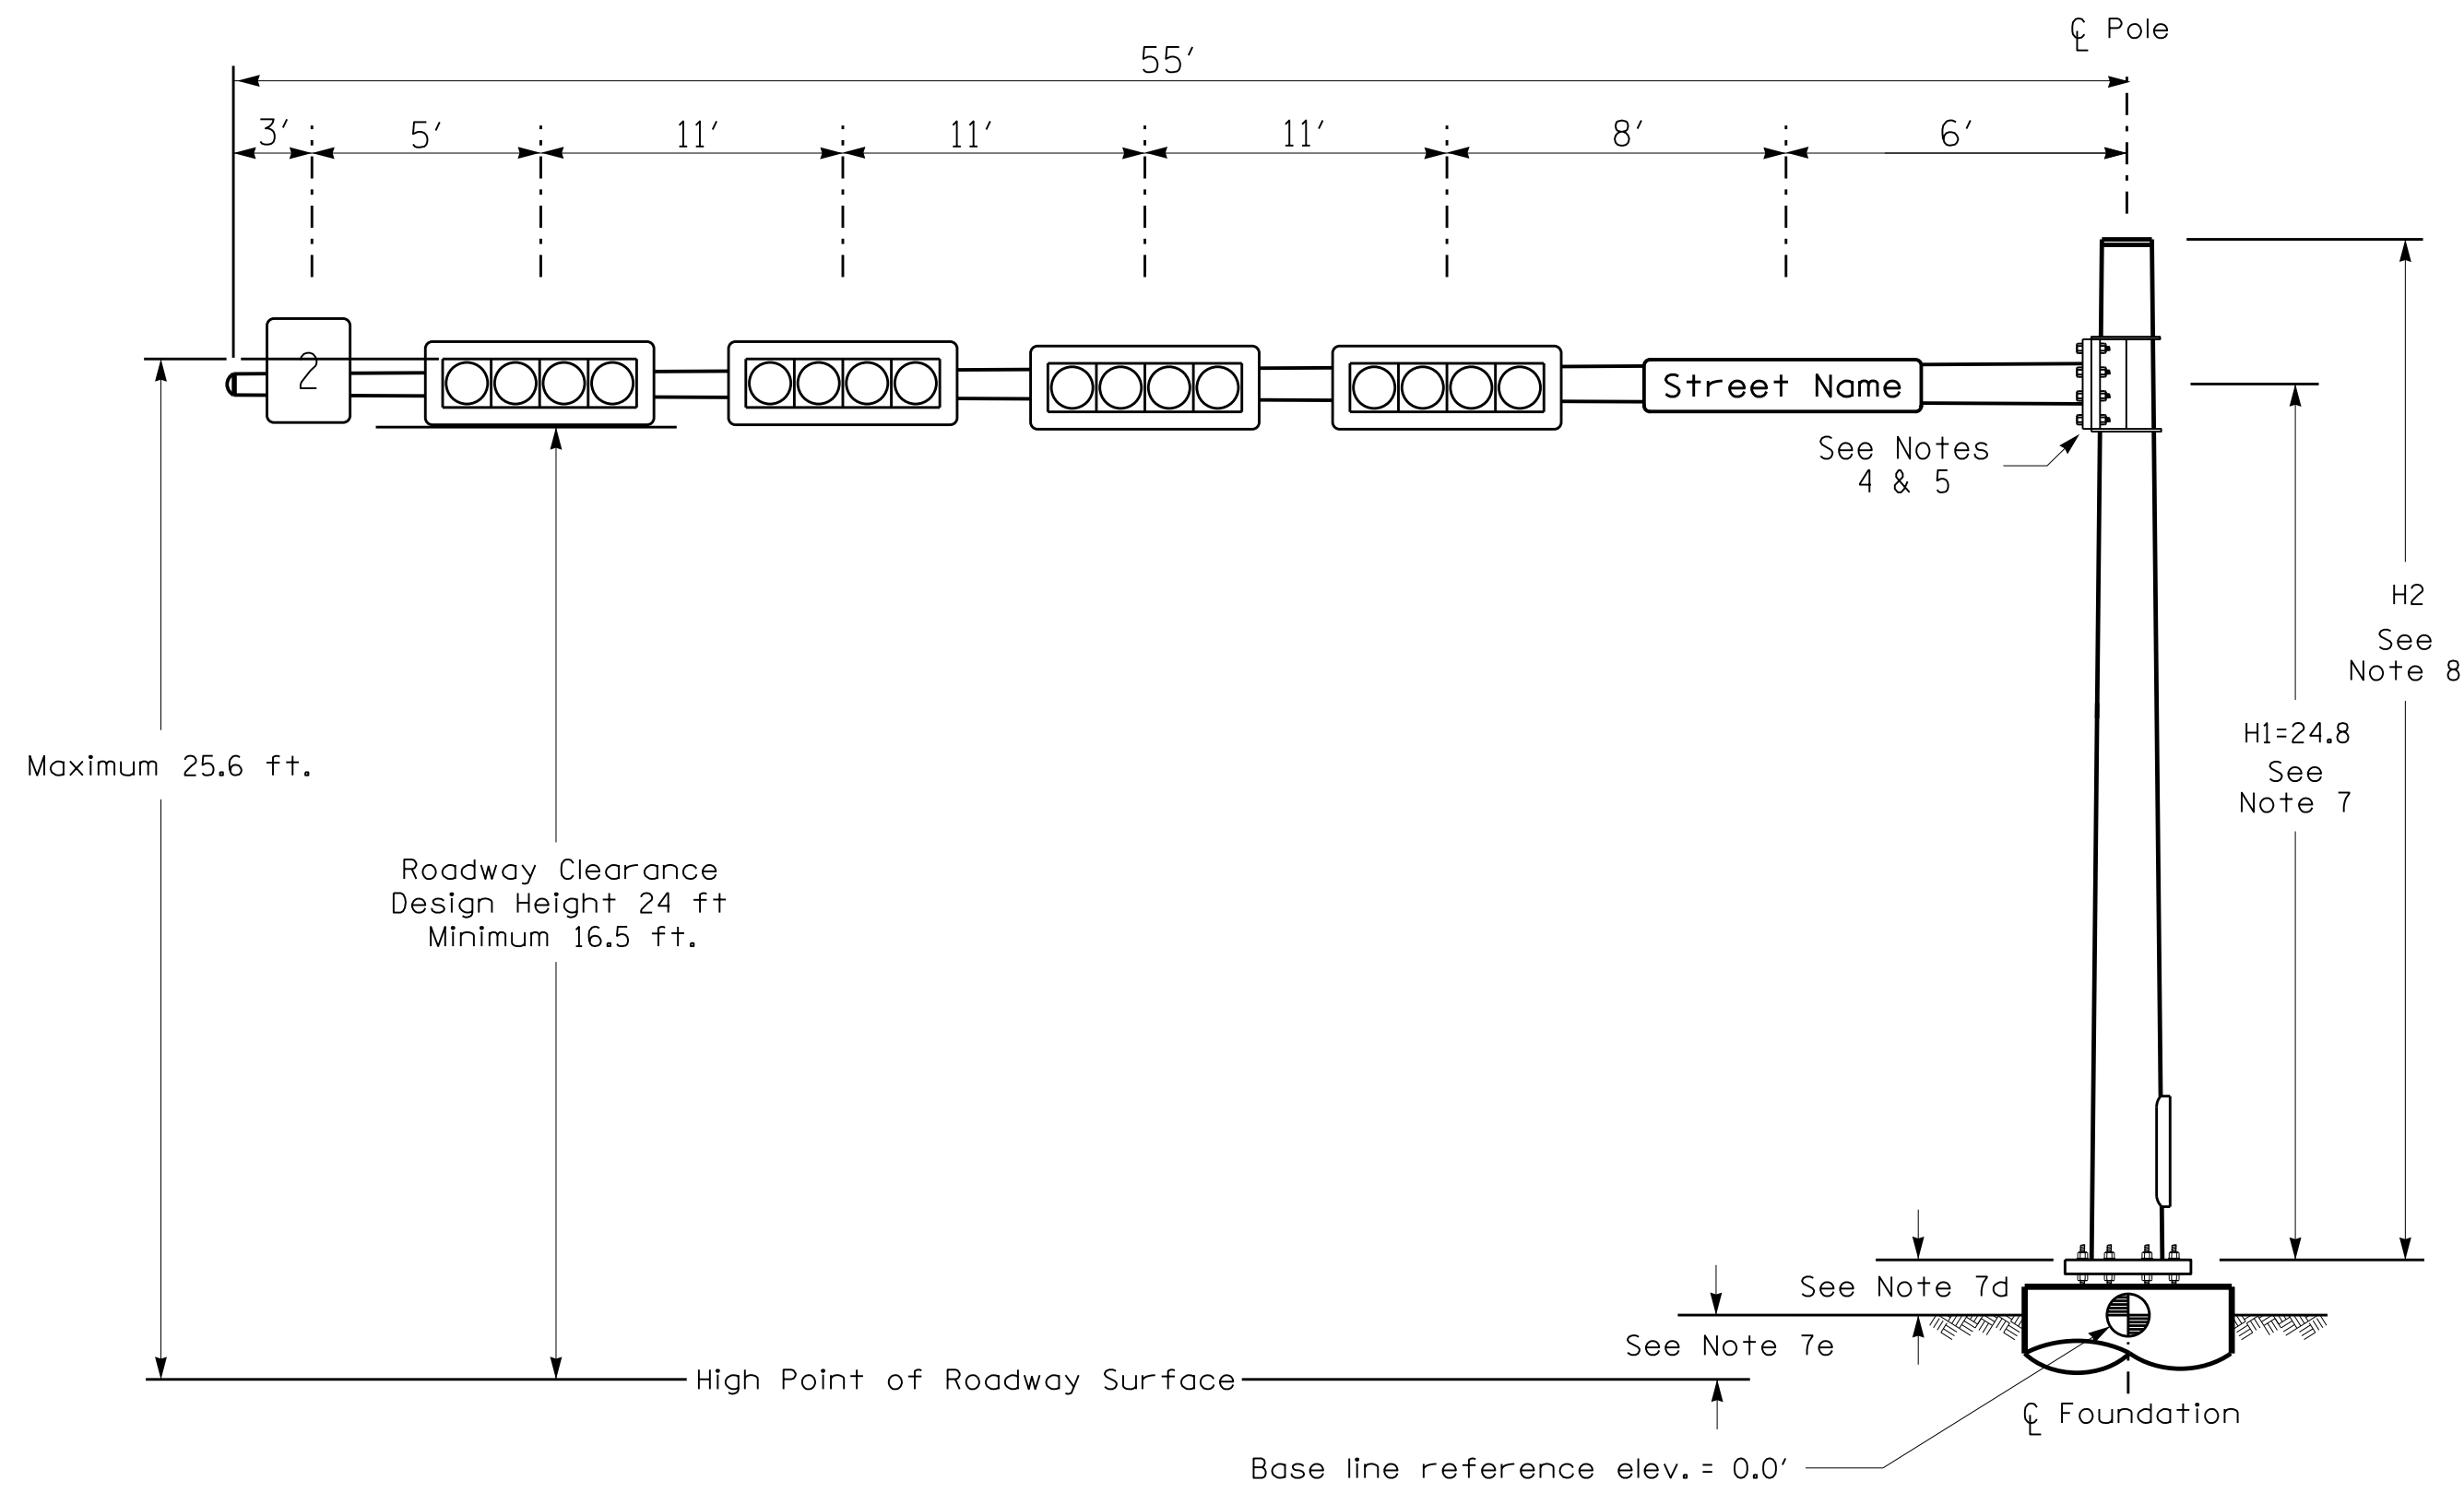 ℄ Pole
55'
3'
5'
11'
11'
11'
8'
6'
2
Street Name
See Notes
4 & 5
H2
See
Note 8
H1=24.8
See
Note 7
Maximum 25.6 ft.
Roadway Clearance
Design Height 24 ft
Minimum 16.5 ft.
See Note 7d
See Note 7e
High Point of Roadway Surface
℄ Foundation
Base line reference elev.= 0.0'